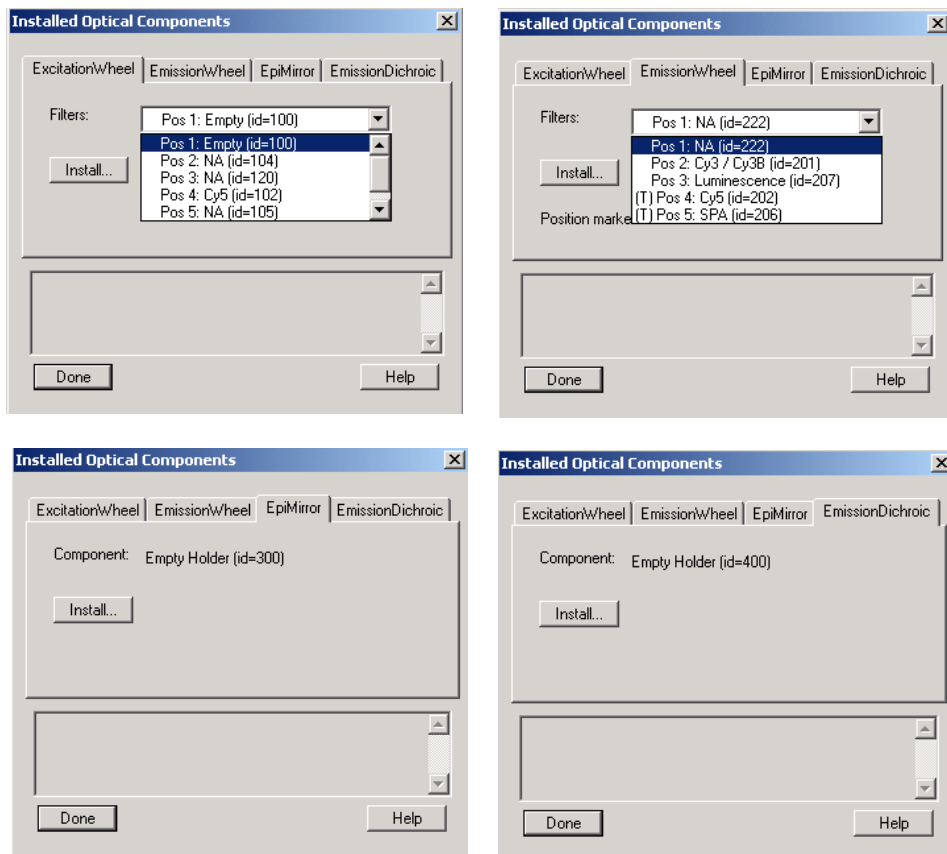 Installed Optical Components
ExcitationWheel EmissionWheel EpiMirror EmissionDichroic
Filters: Pos 1: Empty (id=100)
Pos 1: Empty (id=100)
Pos 2: NA (id=104)
Install... Pos 3: NA (id=120)
Pos 4: Cy5 (id=102)
Pos 5: NA (id=105)
Done Help
Installed Optical Components
ExcitationWheel EmissionWheel EpiMirror EmissionDichroic
Filters: Pos 1: NA (id=222)
Pos 1: NA (id=222)
Pos 2: Cy3 / Cy3B (id=201)
Install... Pos 3: Luminescence (id=207)
(T) Pos 4: Cy5 (id=202)
Position marke (T) Pos 5: SPA (id=206)
Done Help
Installed Optical Components
ExcitationWheel EmissionWheel EpiMirror EmissionDichroic
Component: Empty Holder (id=300)
Install...
Done Help
Installed Optical Components
ExcitationWheel EmissionWheel EpiMirror EmissionDichroic
Component: Empty Holder (id=400)
Install...
Done Help